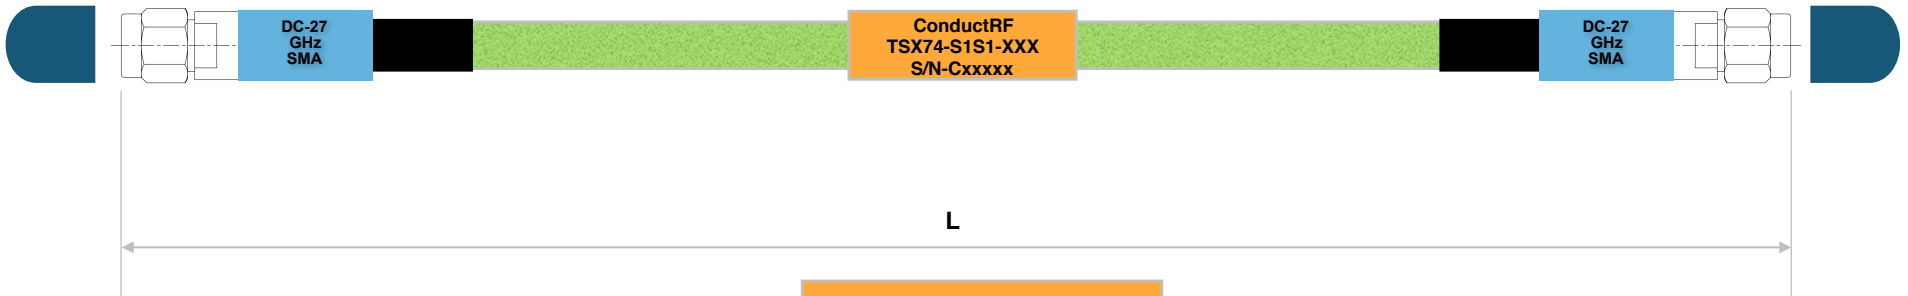 DC-27
GHz
SMA
ConductRF
TSX74-S1S1-XXX
S/N-Cxxxxx
DC-27
GHz
SMA
L